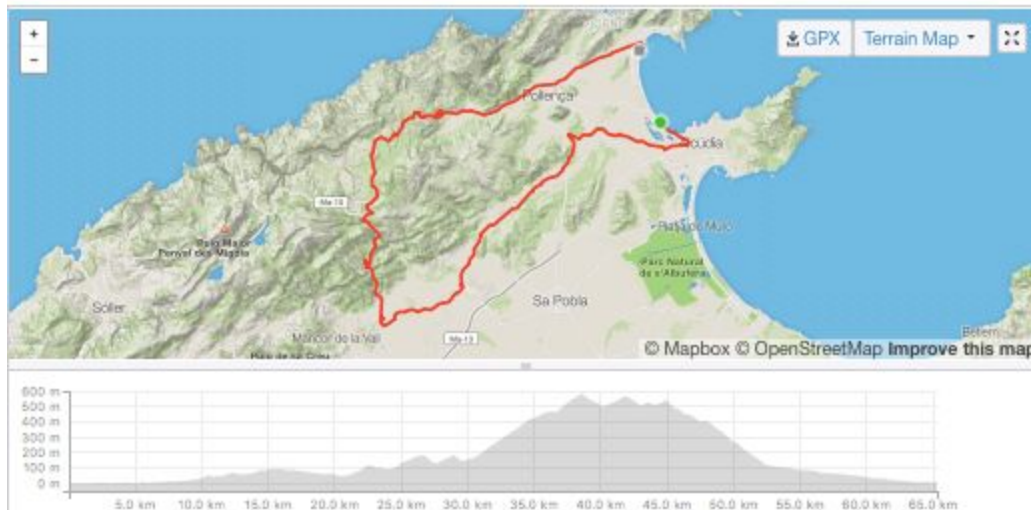 +
GPX
Terrain Map
−
Pollença
Alcúdia
Ma-10
Puig Major
Sóller
Parc Natural
de s'Albufera
Sa Pobla
Mancor de la Vall
Ma-13
Betlem
© Mapbox © OpenStreetMap Improve this map
600 m
500 m
400 m
300 m
200 m
100 m
0 m
5.0 km
10.0 km
15.0 km
20.0 km
25.0 km
30.0 km
35.0 km
40.0 km
45.0 km
50.0 km
55.0 km
60.0 km
65.0 km